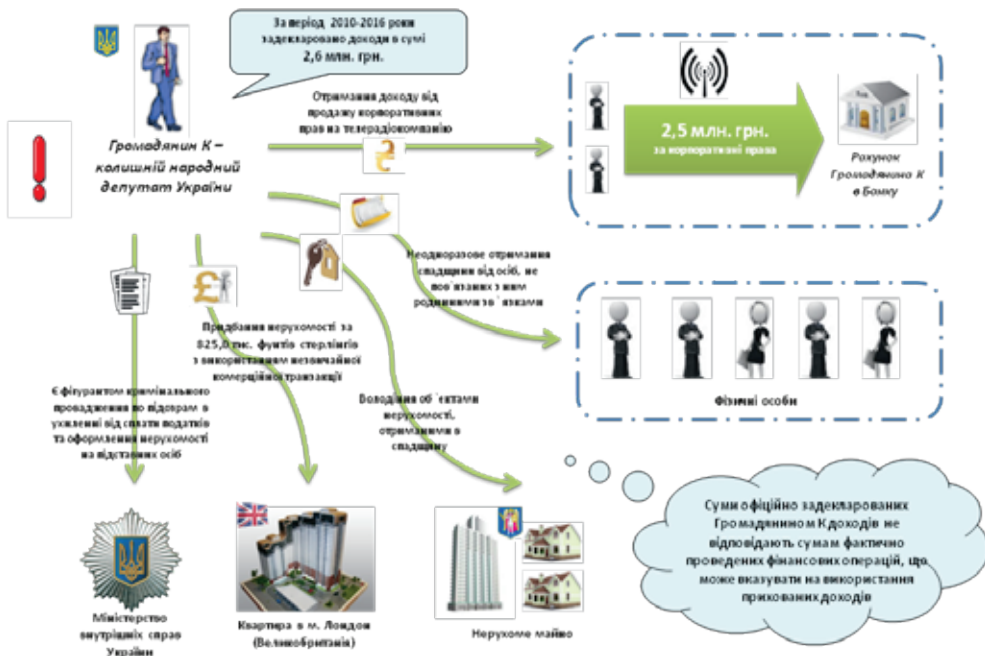 За період 2010-2016 роки
задекларовано доходи в сумі
2,6 млн. грн.
Громадянин К –
колишній народний
депутат України
Отримання доходу від
продажу корпоративних
прав на телерадіокомпанію
2,5 млн. грн.
за корпоративні права
Рахунок
Громадянина К
в Банку
Неодноразове отримання
спадщини від осіб, не
пов`язаних з ним
родинними зв`язками
Придбання нерухомості за
825,0 тис. фунтів стерлінгів
з використанням незвичайної
комерційної транзакції
Є фігурантом кримінального
провадження по підозрам в
ухиленні від сплати податків
та оформлення нерухомості
на підставних осіб
Володіння об`єктами
нерухомості,
отриманими в
спадщину
Фізичні особи
Суми офіційно задекларованих
Громадянином К доходів не
відповідають сумам фактично
проведених фінансових операцій, що
може вказувати на використання
прихованих доходів
Міністерство
внутрішніх справ
України
Квартира в м. Лондон
(Великобританія)
Нерухоме майно